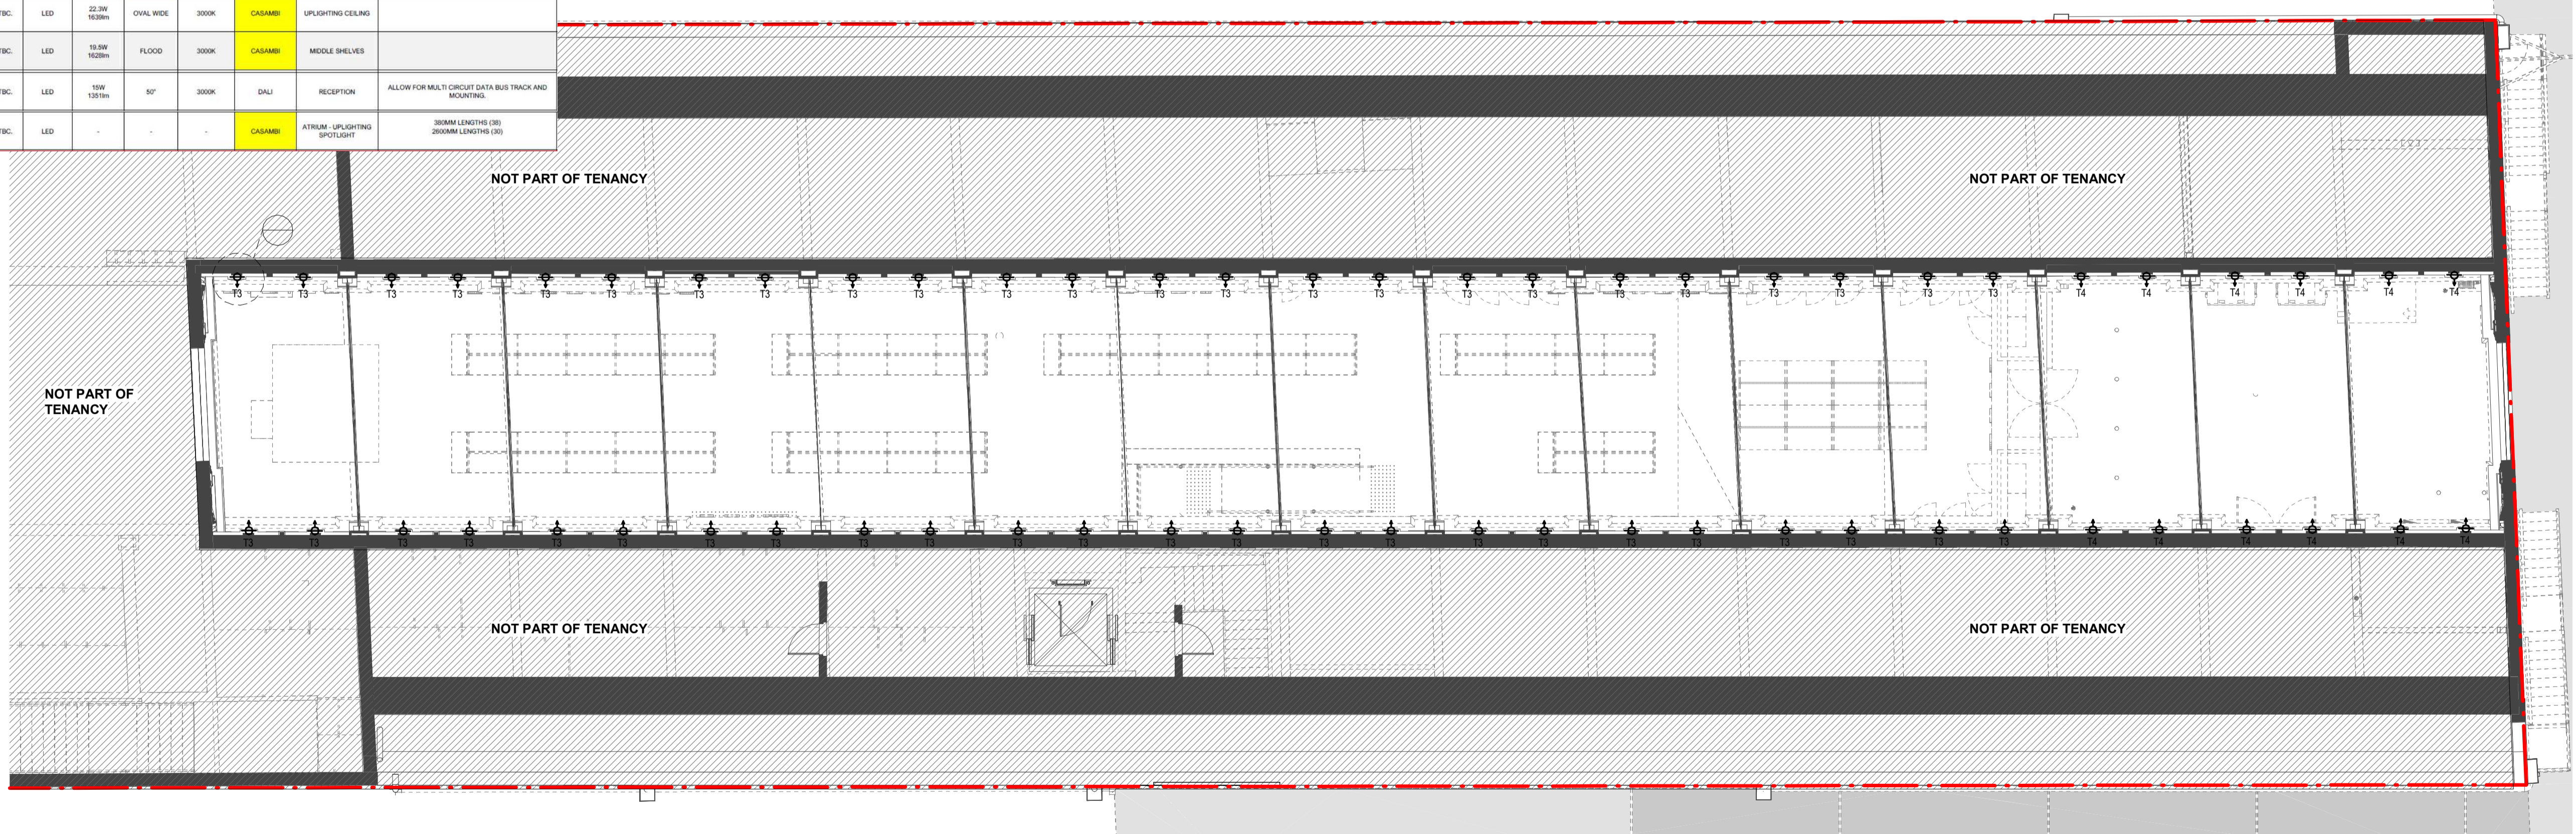 TBC. LED 22.3W OVAL WIDE 3000K CASAMBI UPLIGHTING CEILING
1639lm
TBC. LED 19.5W FLOOD 3000K CASAMBI MIDDLE SHELVES
1628lm
TBC. LED 15W 50° 3000K DALI RECEPTION ALLOW FOR MULTI CIRCUIT DATA BUS TRACK AND
1351lm MOUNTING.
TBC. LED - - - CASAMBI ATRIUM - UPLIGHTING 380MM LENGTHS (38)
SPOTLIGHT 2600MM LENGTHS (30)
NOT PART OF TENANCY NOT PART OF TENANCY
T3 T3 T3 T3 T3 T3 T3 T3 T3 T3 T3 T3 T3 T3 T3 T3 T3 T3 T3 T3 T3 T3 T3 T3 T4 T4 T4 T4 T4 T4
NOT PART OF
TENANCY
T3 T3 T3 T3 T3 T3 T3 T3 T3 T3 T3 T3 T3 T3 T3 T3 T3 T3 T3 T3 T3 T3 T3 T3 T4 T4 T4 T4 T4 T4
NOT PART OF TENANCY NOT PART OF TENANCY